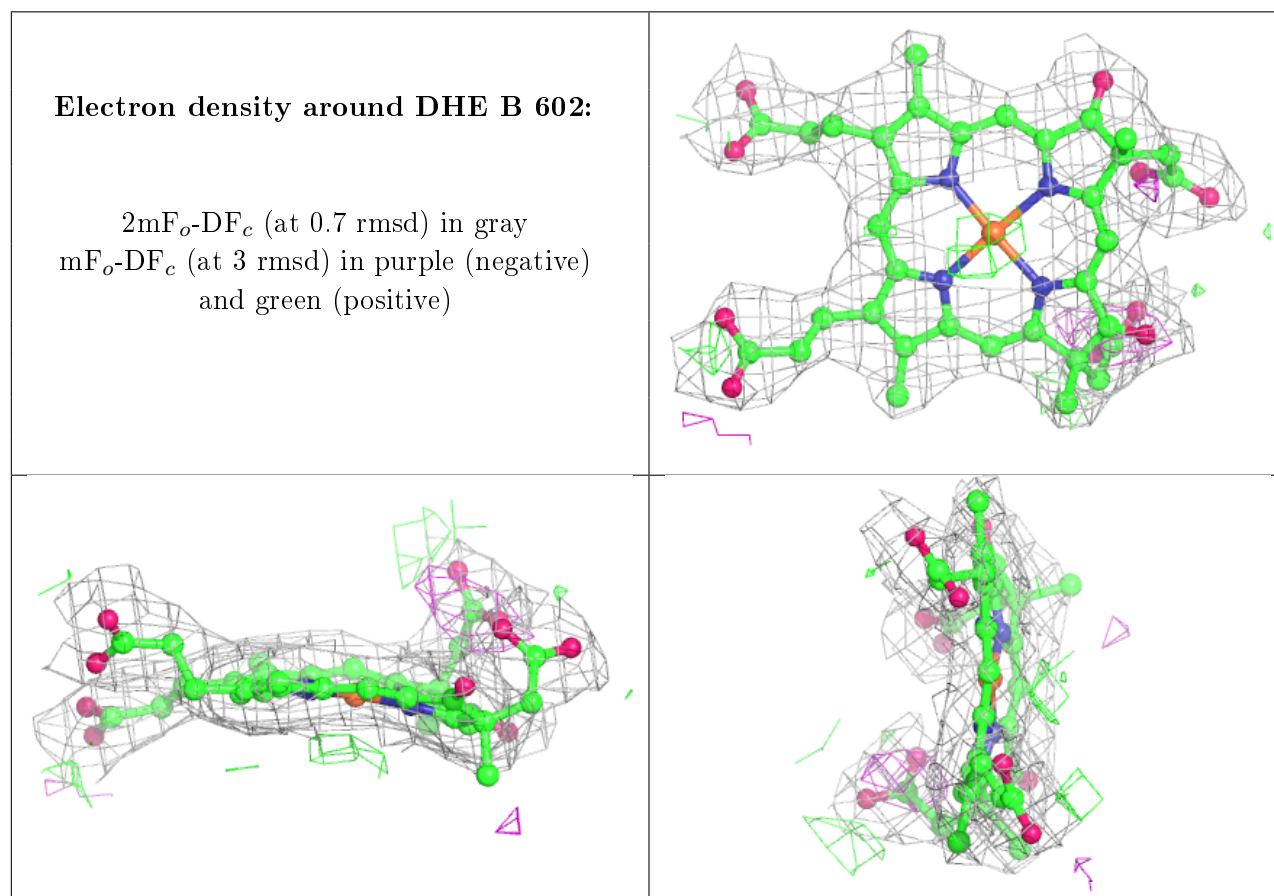 Electron density around DHE B 602:
2mFₒ-DF𝒸 (at 0.7 rmsd) in gray
mFₒ-DF𝒸 (at 3 rmsd) in purple (negative)
and green (positive)